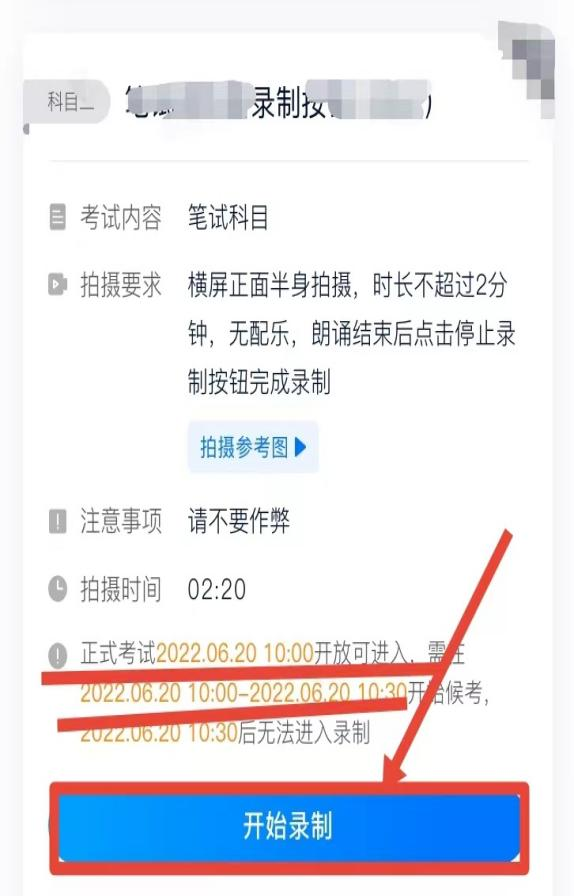 科目二
录制按
)
考试内容 笔试科目
拍摄要求 横屏正面半身拍摄，时长不超过2分
钟，无配乐，朗诵结束后点击停止录
制按钮完成录制
拍摄参考图
注意事项 请不要作弊
拍摄时间 02:20
正式考试2022.06.20 10:00开放可进入，需在
2022.06.20 10:00-2022.06.20 10:30开始候考，
2022.06.20 10:30后无法进入录制
开始录制